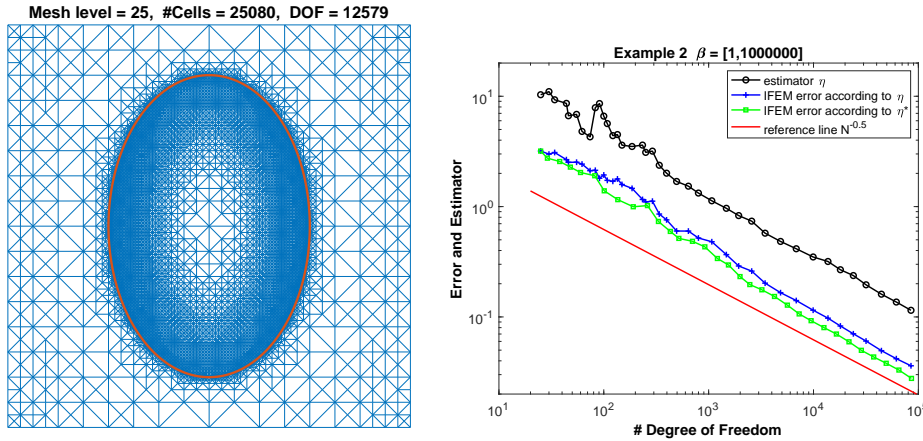 Mesh level = 25, #Cells = 25080, DOF = 12579
Example 2 β = [1,1000000]
estimator η
IFEM error according to η
IFEM error according to η*
reference line N^-0.5
Error and Estimator
10^1
10^0
10^-1
10^1 10^2 10^3 10^4 10^5
# Degree of Freedom